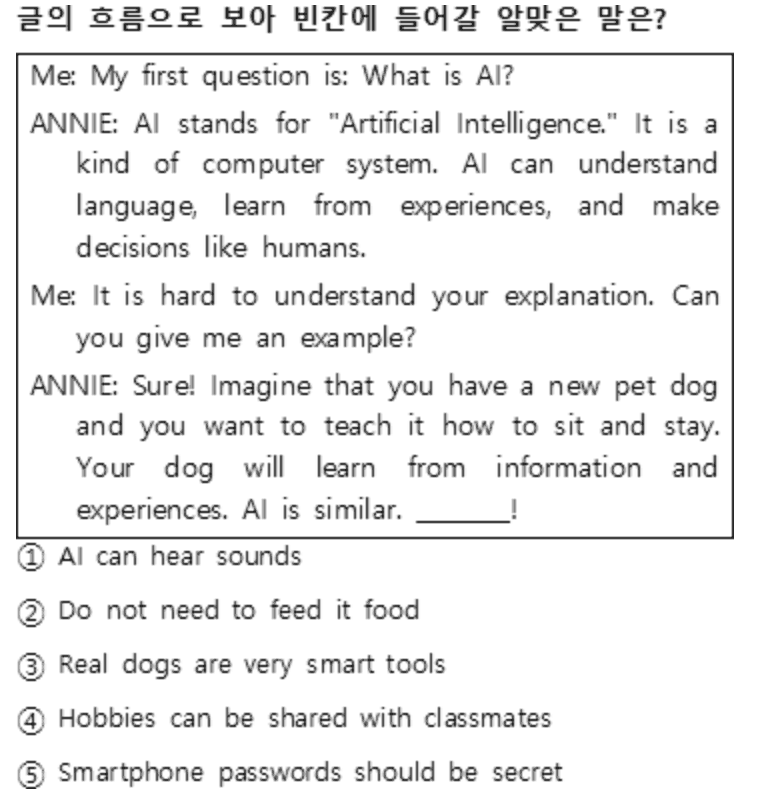 글의 흐름으로 보아 빈칸에 들어갈 알맞은 말은?
Me: My first question is: What is AI?
ANNIE: AI stands for "Artificial Intelligence." It is a
kind of computer system. AI can understand
language, learn from experiences, and make
decisions like humans.
Me: It is hard to understand your explanation. Can
you give me an example?
ANNIE: Sure! Imagine that you have a new pet dog
and you want to teach it how to sit and stay.
Your dog will learn from information and
experiences. AI is similar. ______!
① AI can hear sounds
② Do not need to feed it food
③ Real dogs are very smart tools
④ Hobbies can be shared with classmates
⑤ Smartphone passwords should be secret